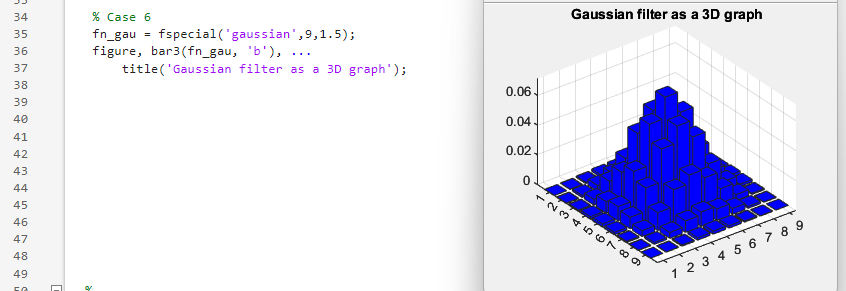 34 % Case 6
35 fn_gau = fspecial('gaussian',9,1.5);
36 figure, bar3(fn_gau, 'b'), ...
37 title('Gaussian filter as a 3D graph');
38
39
40
41
42
43
44
45
46
47
48
49
%
Gaussian filter as a 3D graph
0.06
0.04
0.02
0
1 2 3 4 5 6 7 8 9
1 2 3 4 5 6 7 8 9